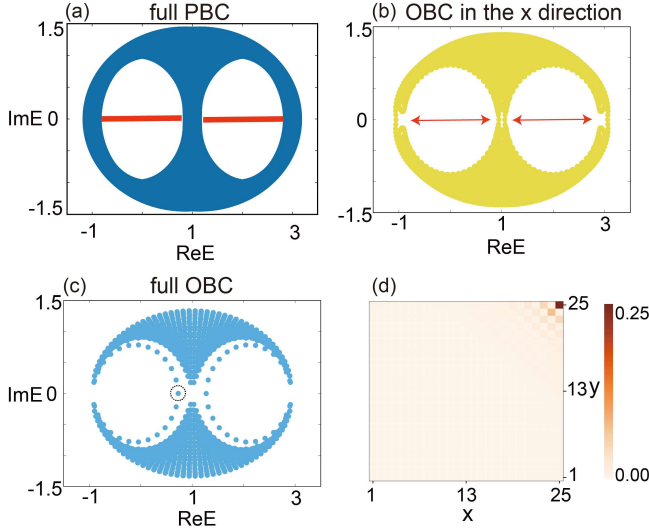 (a) full PBC
1.5
ImE 0
-1.5
-1 1 3
ReE
(b) OBC in the x direction
1.5
0
-1.5
-1 1 3
ReE
(c) full OBC
1.5
ImE 0
-1.5
-1 1 3
ReE
(d)
25
13 y
1
1 13 25
x
0.25
0.00